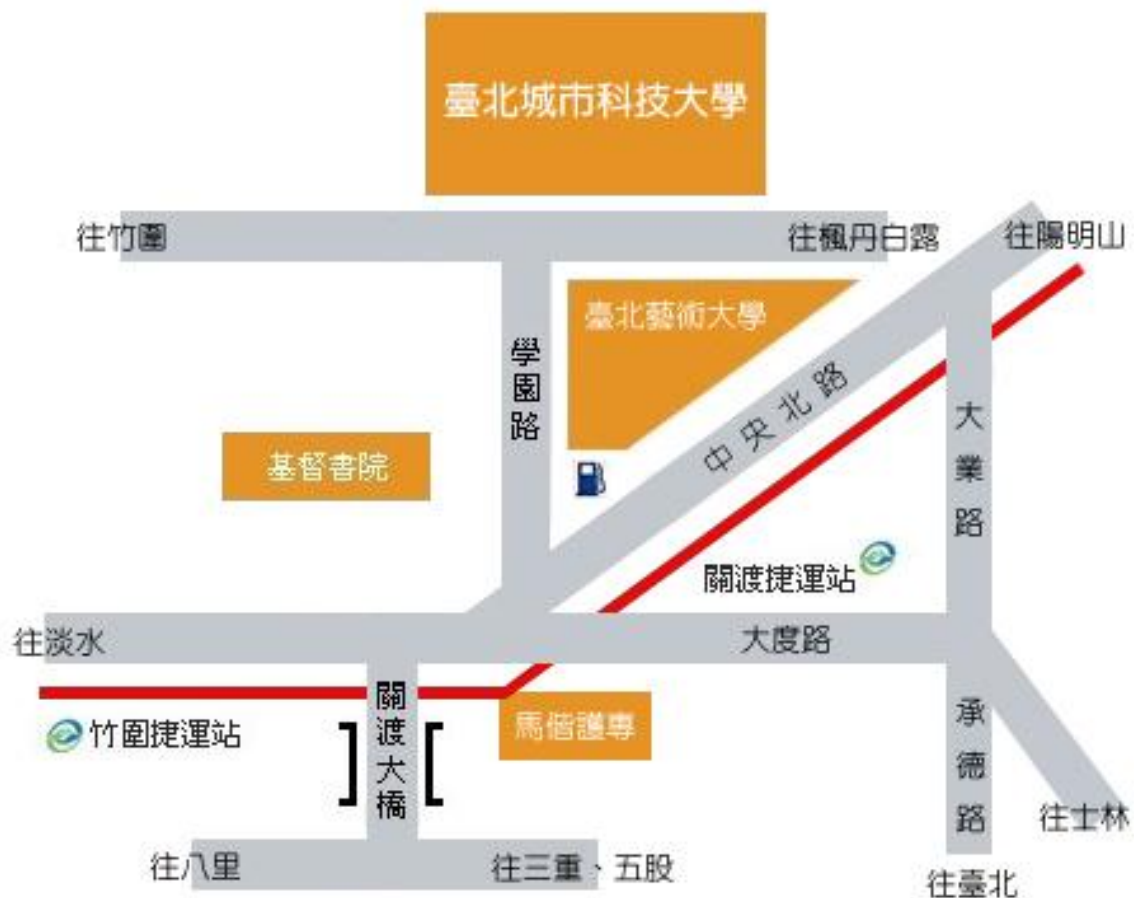 臺北城市科技大學
往竹圍
往楓丹白露
往陽明山
臺北藝術大學
學園路
中央北路
大業路
基督書院
關渡捷運站
往淡水
大度路
關渡大橋
馬偕護專
竹圍捷運站
承德路
往士林
往八里
往三重、五股
往臺北